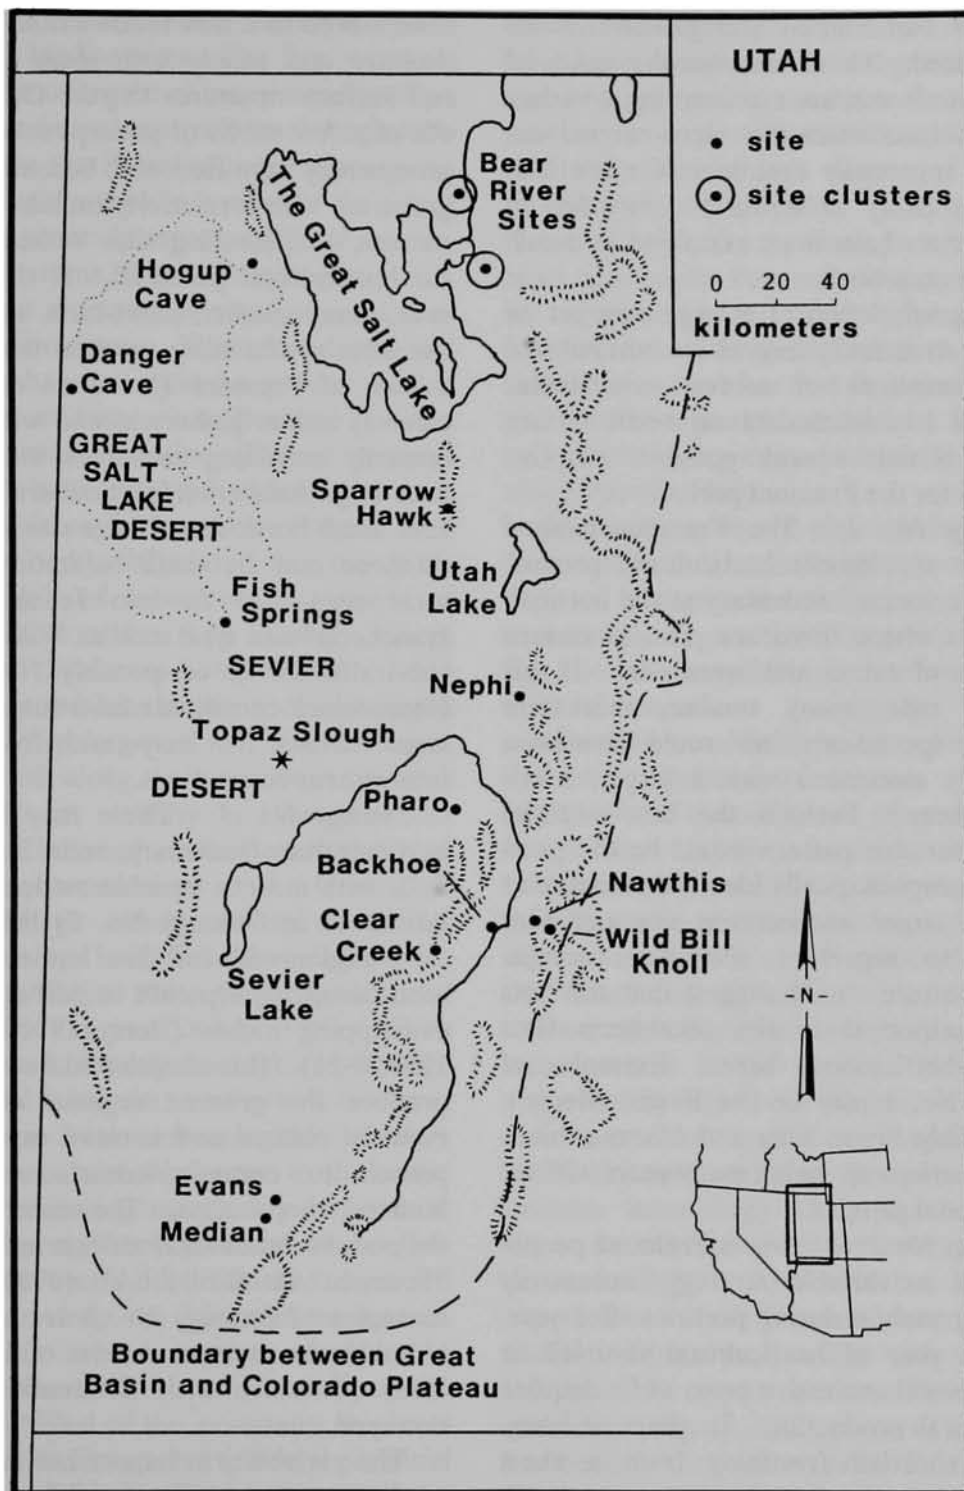 UTAH
site
site clusters
0 20 40
kilometers
Bear
River
Sites
The Great Salt Lake
Hogup
Cave
Danger
Cave
GREAT
SALT
LAKE
DESERT
Sparrow
Hawk
Utah
Lake
Fish
Springs
SEVIER
Nephi
Topaz Slough
DESERT
Pharo
Backhoe
Nawthis
Clear
Creek
Wild Bill
Knoll
Sevier
Lake
N
Evans
Median
Boundary between Great
Basin and Colorado Plateau